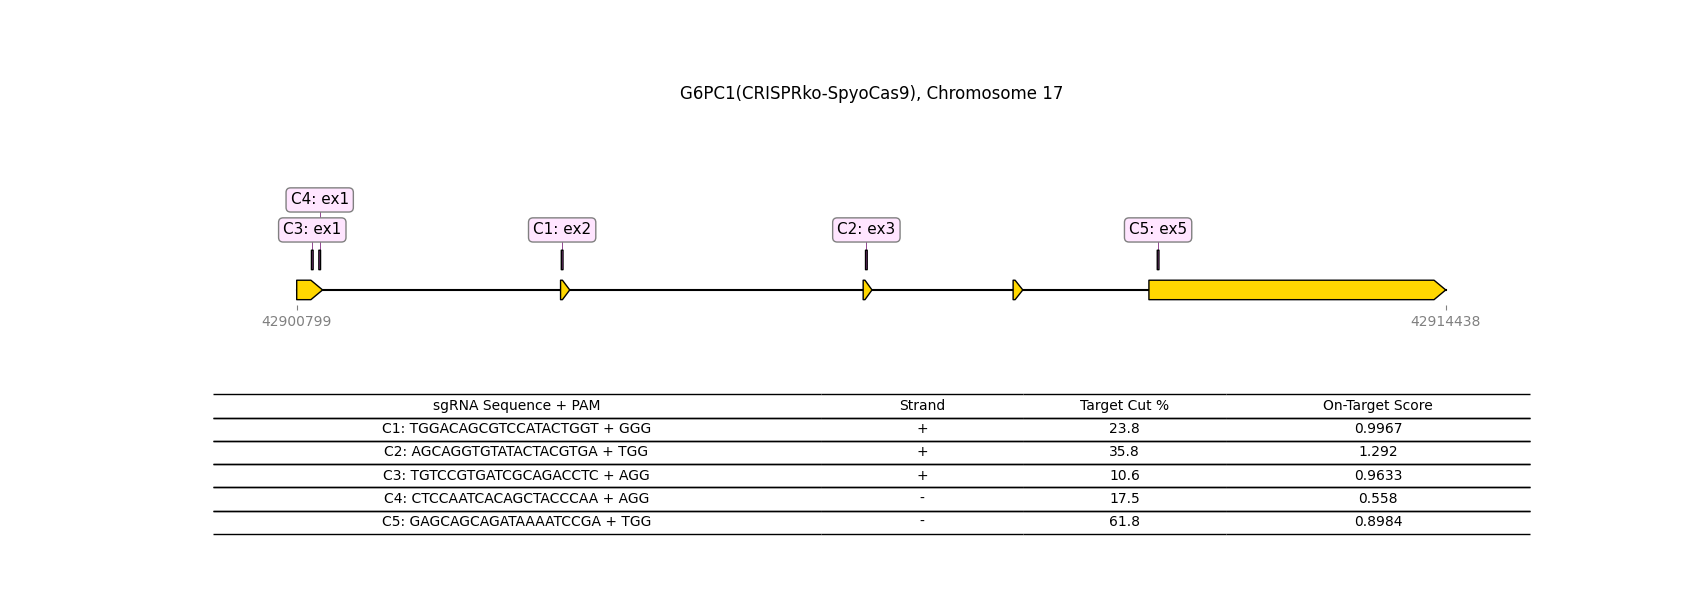 G6PC1(CRISPRko-SpyoCas9), Chromosome 17
C4: ex1
C3: ex1
C1: ex2
C2: ex3
C5: ex5
42900799
42914438
sgRNA Sequence + PAM Strand Target Cut % On-Target Score
C1: TGGACAGCGTCCATACTGGT + GGG + 23.8 0.9967
C2: AGCAGGTGTATACTACGTGA + TGG + 35.8 1.292
C3: TGTCCGTGATCGCAGACCTC + AGG + 10.6 0.9633
C4: CTCCAATCACAGCTACCCAA + AGG - 17.5 0.558
C5: GAGCAGCAGATAAAATCCGA + TGG - 61.8 0.8984